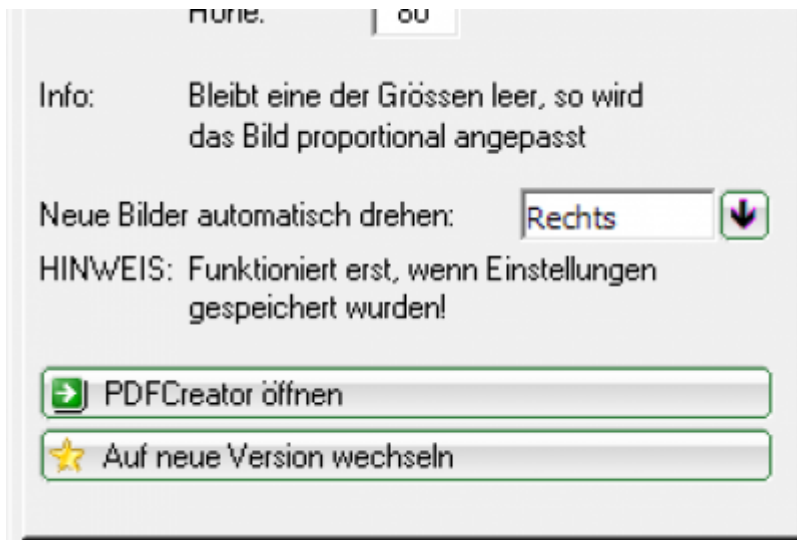 Info: Bleibt eine der Grössen leer, so wird
das Bild proportional angepasst
Neue Bilder automatisch drehen: Rechts
HINWEIS: Funktioniert erst, wenn Einstellungen
gespeichert wurden!
PDFCreator öffnen
Auf neue Version wechseln